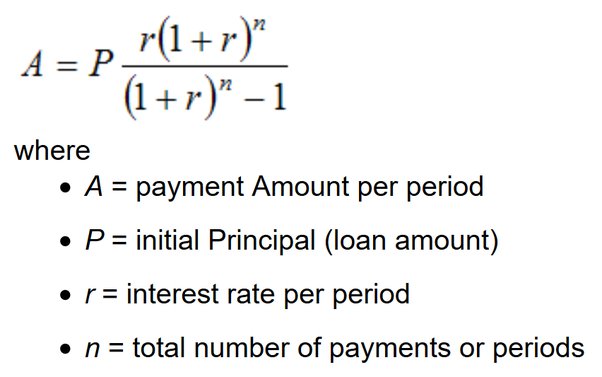 A = P r(1+r)^n / (1+r)^n − 1
where
• A = payment Amount per period
• P = initial Principal (loan amount)
• r = interest rate per period
• n = total number of payments or periods